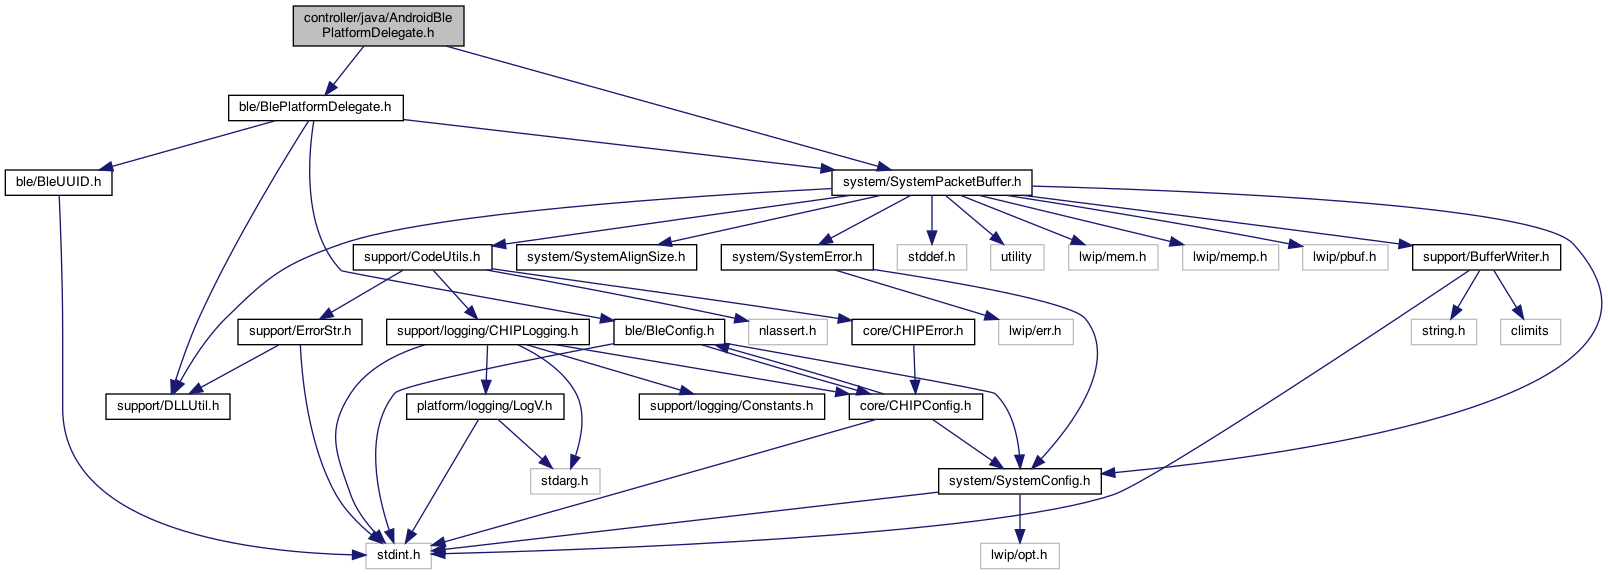 controller/java/AndroidBle
PlatformDelegate.h
ble/BlePlatformDelegate.h
ble/BleUUID.h
system/SystemPacketBuffer.h
support/CodeUtils.h
system/SystemAlignSize.h
system/SystemError.h
stddef.h
utility
lwip/mem.h
lwip/memp.h
lwip/pbuf.h
support/BufferWriter.h
support/ErrorStr.h
support/logging/CHIPLogging.h
ble/BleConfig.h
nlassert.h
core/CHIPError.h
lwip/err.h
string.h
climits
support/DLLUtil.h
platform/logging/LogV.h
support/logging/Constants.h
core/CHIPConfig.h
stdarg.h
system/SystemConfig.h
stdint.h
lwip/opt.h